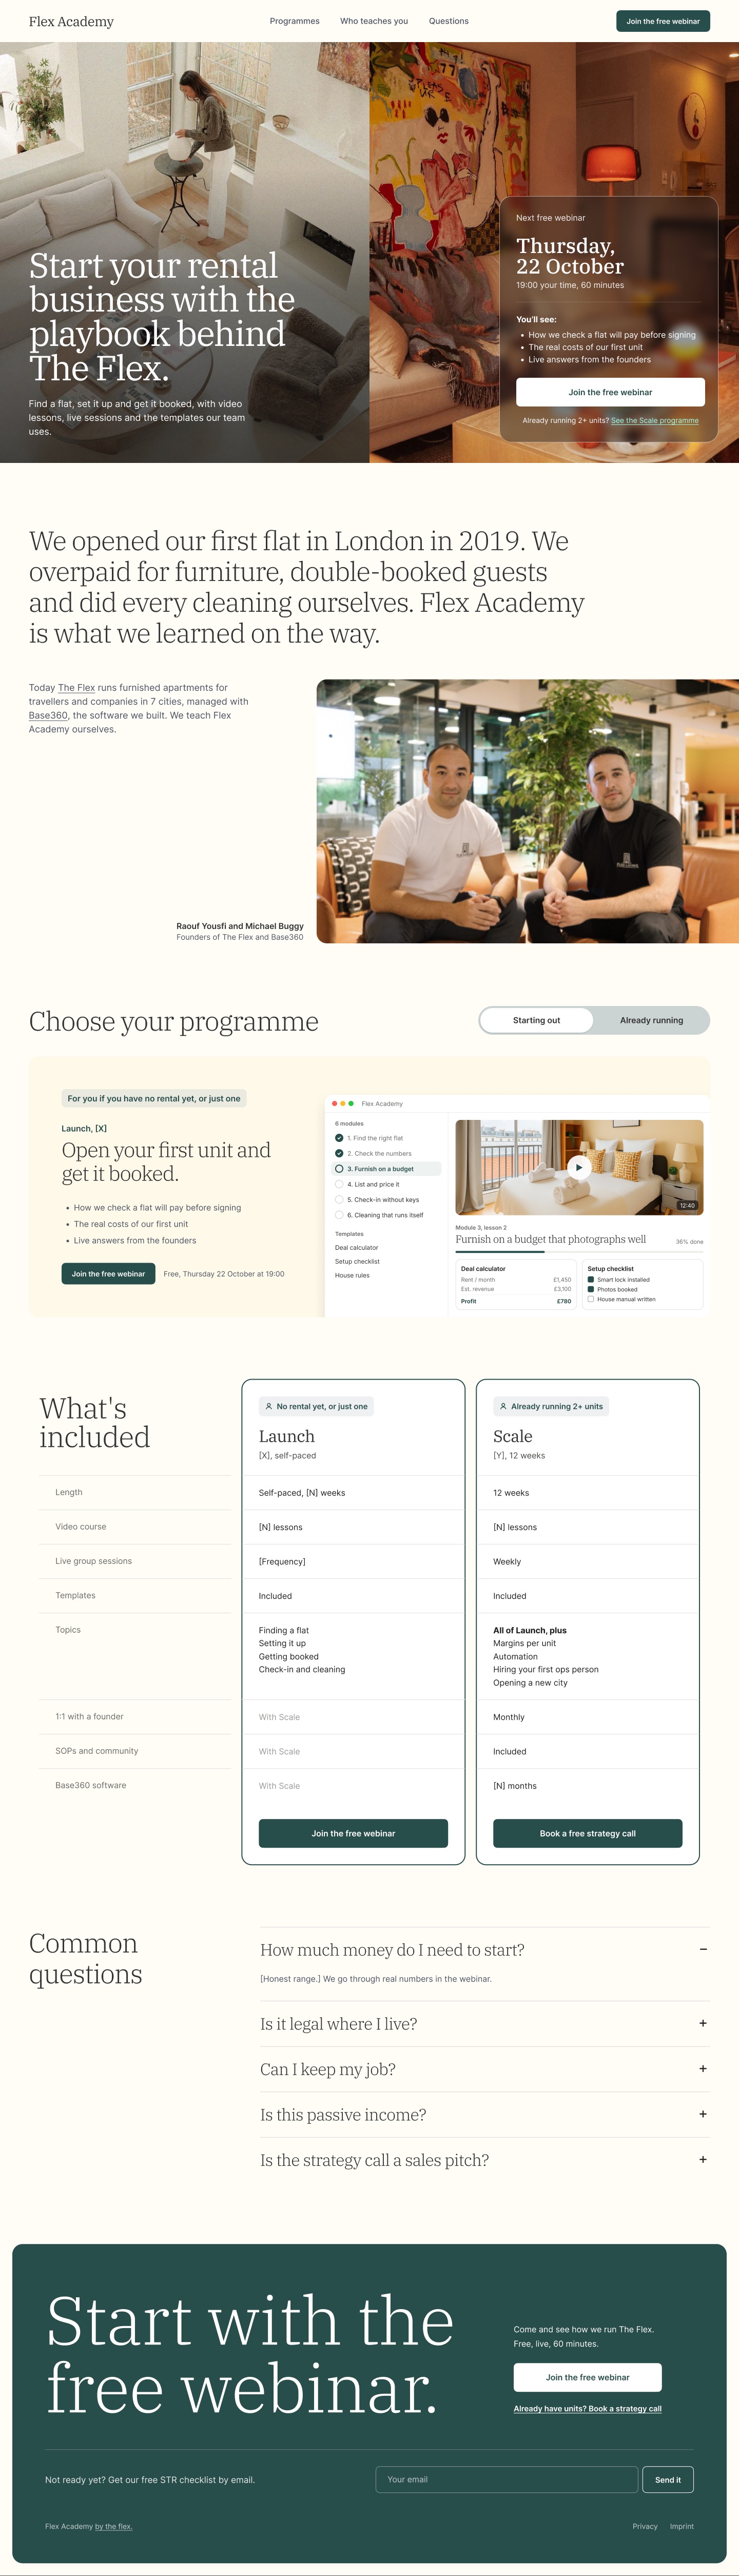 Flex Academy
Programmes
Who teaches you
Questions
Join the free webinar
Start your rental
business with the
playbook behind
The Flex.
Find a flat, set it up and get it booked, with video
lessons, live sessions and the templates our team
uses.
Next free webinar
Thursday,
22 October
19:00 your time, 60 minutes
You'll see:
• How we check a flat will pay before signing
• The real costs of our first unit
• Live answers from the founders
Join the free webinar
Already running 2+ units? See the Scale programme
We opened our first flat in London in 2019. We
overpaid for furniture, double-booked guests
and did every cleaning ourselves. Flex Academy
is what we learned on the way.
Today The Flex runs furnished apartments for
travellers and companies in 7 cities, managed with
Base360, the software we built. We teach Flex
Academy ourselves.
Raouf Yousfi and Michael Buggy
Founders of The Flex and Base360
Choose your programme
Starting out
Already running
For you if you have no rental yet, or just one
Launch, [X]
Open your first unit and
get it booked.
• How we check a flat will pay before signing
• The real costs of our first unit
• Live answers from the founders
Join the free webinar
Free, Thursday 22 October at 19:00
Flex Academy
6 modules
1. Find the right flat
2. Check the numbers
3. Furnish on a budget
4. List and price it
5. Check-in without keys
6. Cleaning that runs itself
Templates
Deal calculator
Setup checklist
House rules
12:40
Module 3, lesson 2
Furnish on a budget that photographs well
36% done
Deal calculator
Rent / month £1,450
Est. revenue £3,100
Profit £780
Setup checklist
Smart lock installed
Photos booked
House manual written
What's
included
No rental yet, or just one
Launch
[X], self-paced
Already running 2+ units
Scale
[Y], 12 weeks
Length
Self-paced, [N] weeks
12 weeks
Video course
[N] lessons
[N] lessons
Live group sessions
[Frequency]
Weekly
Templates
Included
Included
Topics
Finding a flat
Setting it up
Getting booked
Check-in and cleaning
All of Launch, plus
Margins per unit
Automation
Hiring your first ops person
Opening a new city
1:1 with a founder
With Scale
Monthly
SOPs and community
With Scale
Included
Base360 software
With Scale
[N] months
Join the free webinar
Book a free strategy call
Common
questions
How much money do I need to start?
[Honest range.] We go through real numbers in the webinar.
Is it legal where I live?
Can I keep my job?
Is this passive income?
Is the strategy call a sales pitch?
Start with the
free webinar.
Come and see how we run The Flex.
Free, live, 60 minutes.
Join the free webinar
Already have units? Book a strategy call
Not ready yet? Get our free STR checklist by email.
Your email
Send it
Flex Academy by the flex.
Privacy
Imprint